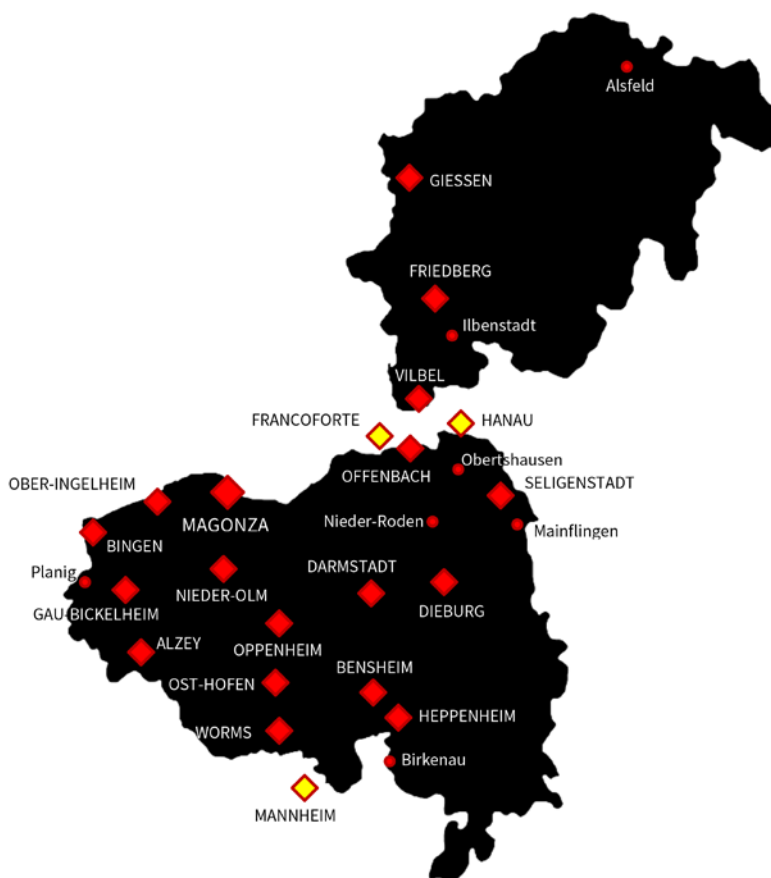 Alsfeld
GIESSEN
FRIEDBERG
Ilbenstadt
VILBEL
FRANCOFORTE
HANAU
OFFENBACH
Obertshausen
OBER-INGELHEIM
SELIGENSTADT
MAGONZA
Nieder-Roden
Mainflingen
BINGEN
Planig
NIEDER-OLM
DARMSTADT
DIEBURG
GAU-BICKELHEIM
ALZEY
OPPENHEIM
BENSHEIM
OST-HOFEN
HEPPENHEIM
WORMS
Birkenau
MANNHEIM